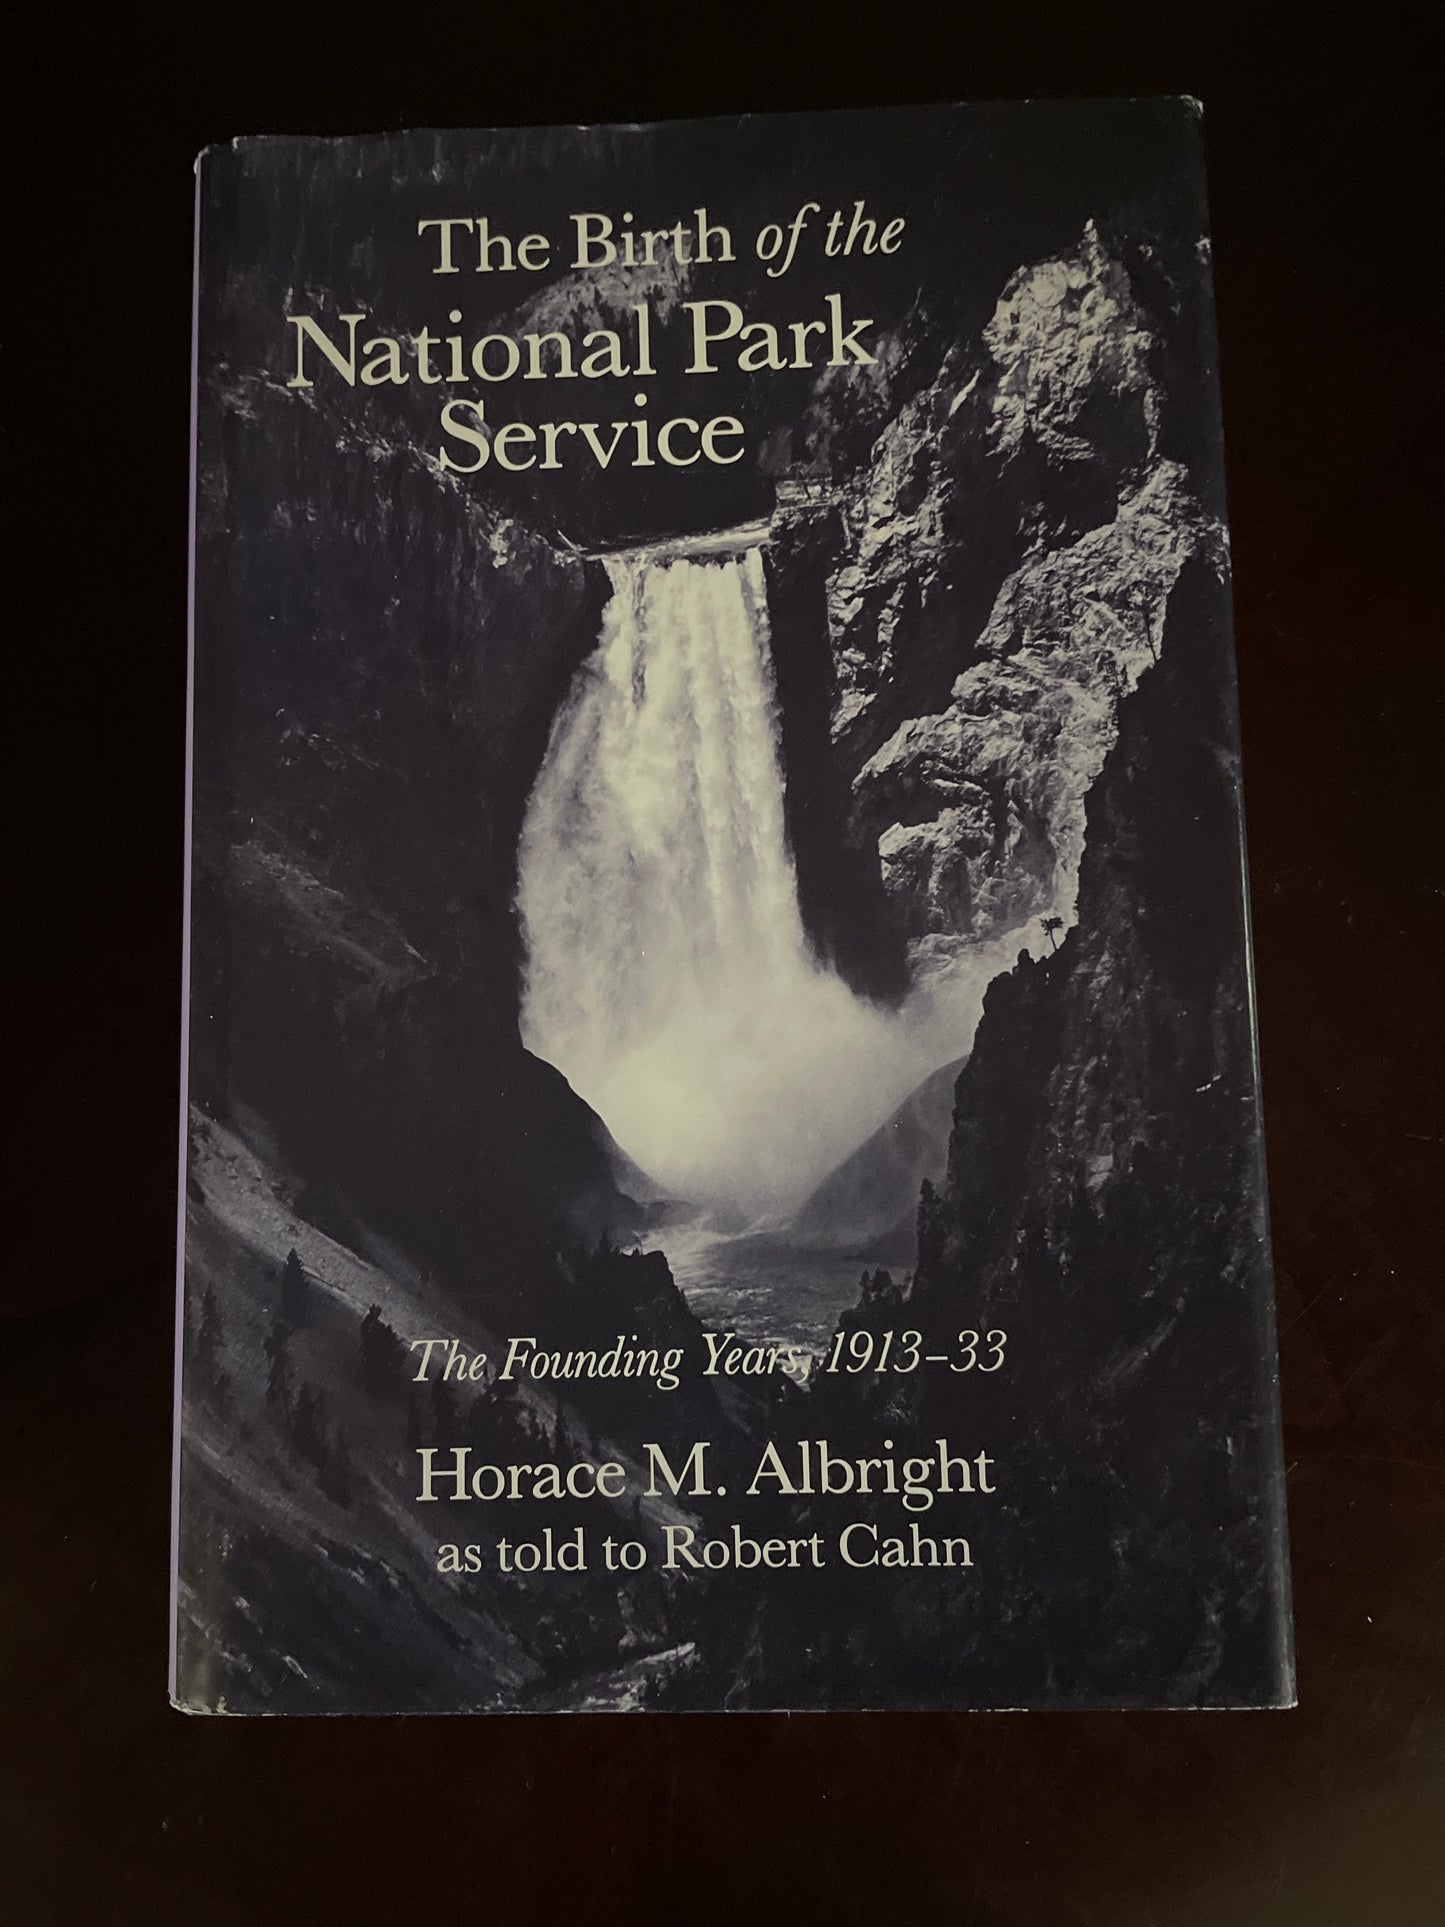 The Birth of the
National Park
Service
The Founding Years, 1913–33
Horace M. Albright
as told to Robert Cahn